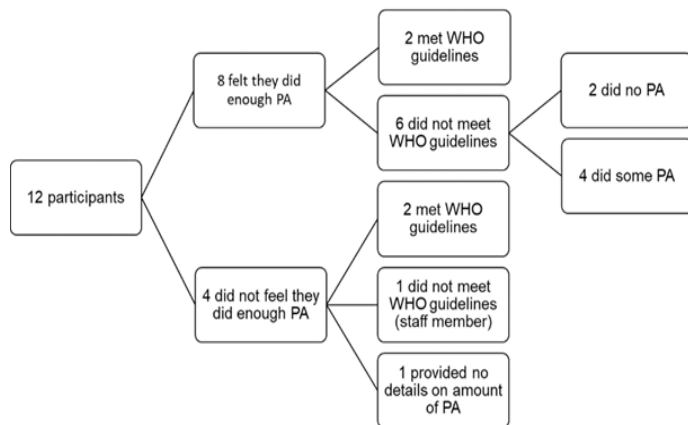 12 participants
8 felt they did
enough PA
4 did not feel they
did enough PA
2 met WHO
guidelines
6 did not meet
WHO guidelines
2 met WHO
guidelines
1 did not meet
WHO guidelines
(staff member)
1 provided no
details on amount
of PA
2 did no PA
4 did some PA